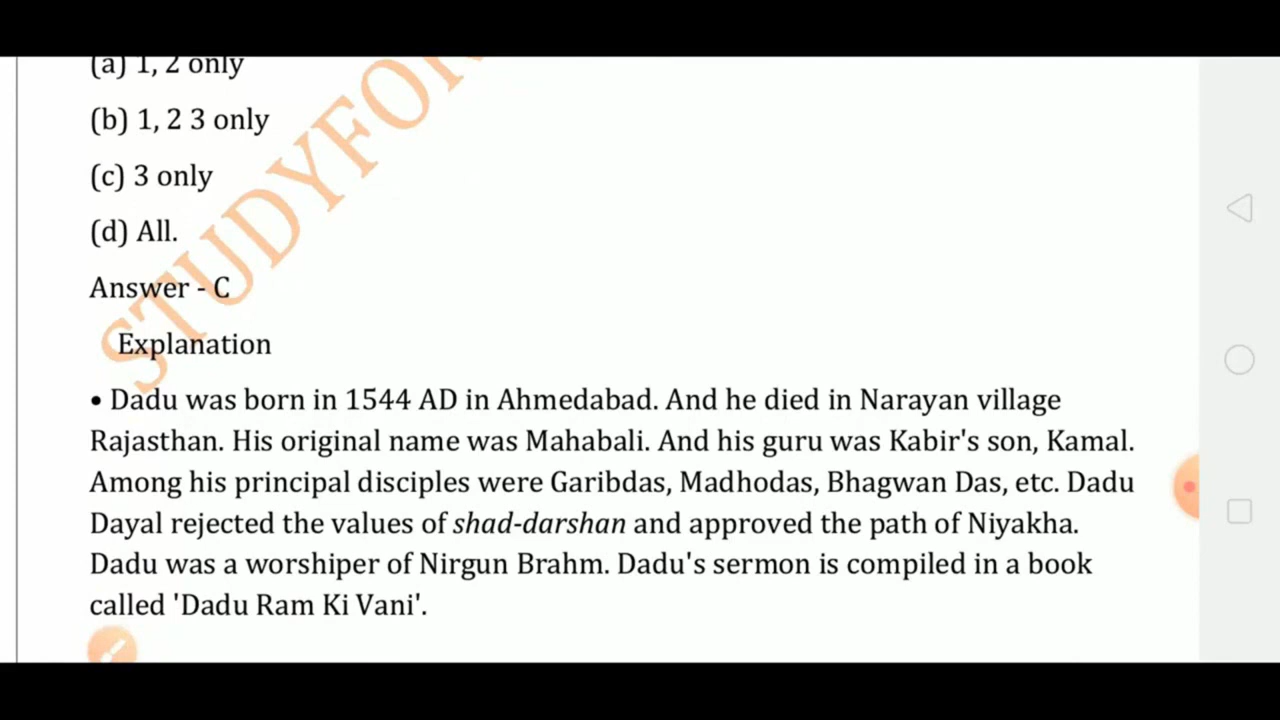 (a) 1, 2 only
(b) 1, 2 3 only
(c) 3 only
(d) All.
Answer - C
Explanation
• Dadu was born in 1544 AD in Ahmedabad. And he died in Narayan village
Rajasthan. His original name was Mahabali. And his guru was Kabir's son, Kamal.
Among his principal disciples were Garibdas, Madhodas, Bhagwan Das, etc. Dadu
Dayal rejected the values of shad-darshan and approved the path of Niyakha.
Dadu was a worshiper of Nirgun Brahm. Dadu's sermon is compiled in a book
called 'Dadu Ram Ki Vani'.
STUDYFOR